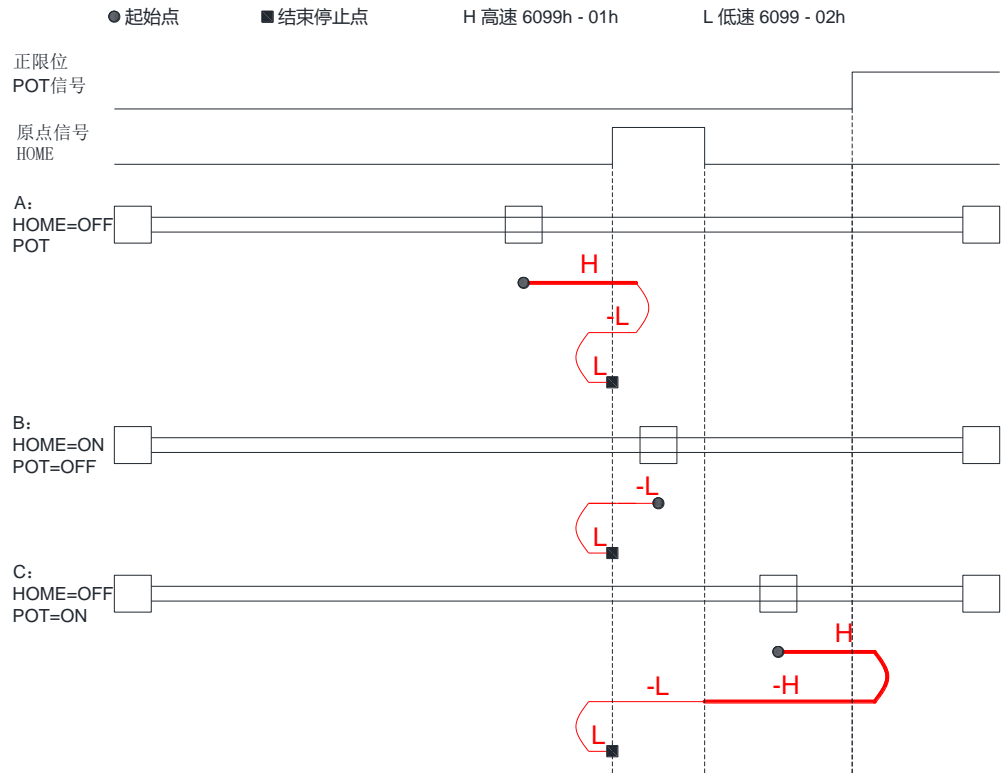 起始点 结束停止点 H 高速 6099h - 01h L 低速 6099 - 02h
正限位
POT信号
原点信号
HOME
A:
HOME=OFF
POT
H
-L
L
B:
HOME=ON
POT=OFF
-L
L
C:
HOME=OFF
POT=ON
H
-L -H
L